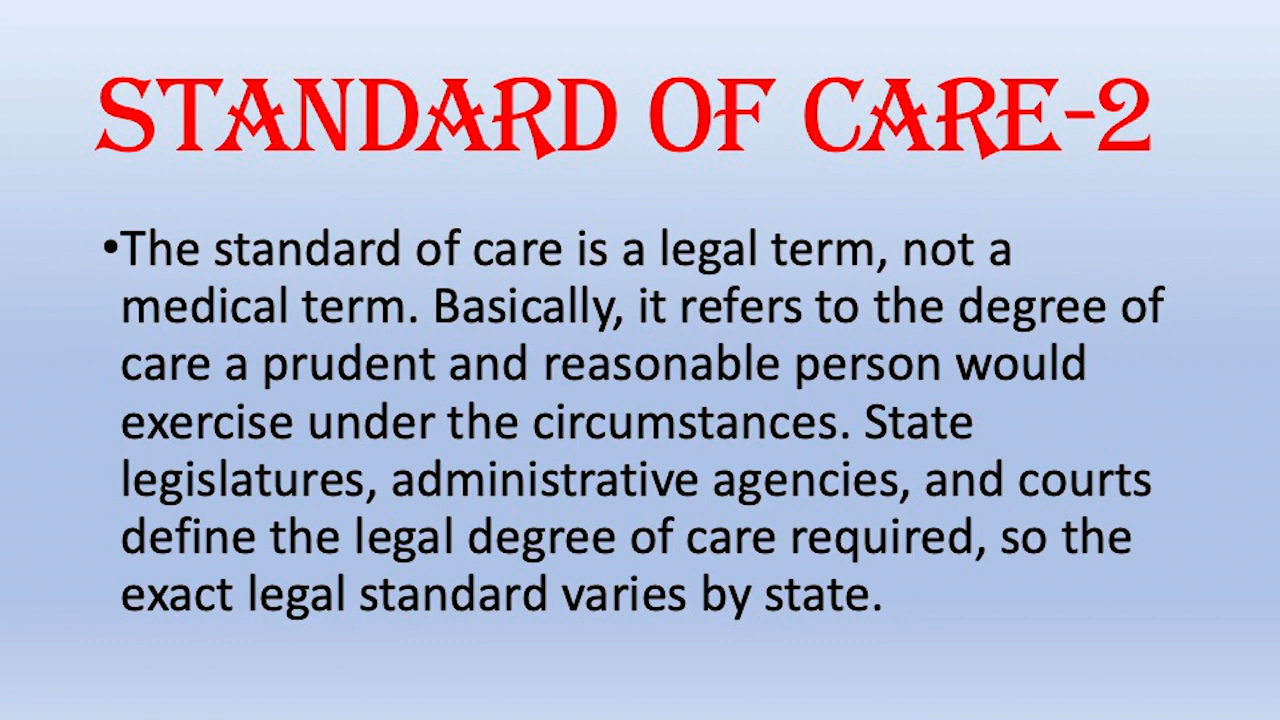 STANDARD OF CARE-2
•The standard of care is a legal term, not a
medical term. Basically, it refers to the degree of
care a prudent and reasonable person would
exercise under the circumstances. State
legislatures, administrative agencies, and courts
define the legal degree of care required, so the
exact legal standard varies by state.